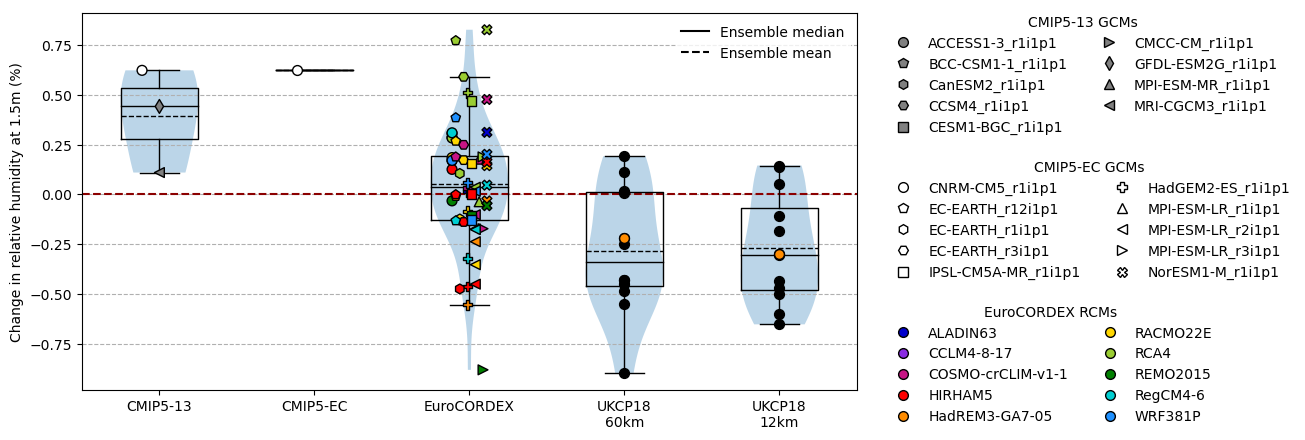 Change in relative humidity at 1.5m (%)
0.75
0.50
0.25
0.00
−0.25
−0.50
−0.75
Ensemble median
Ensemble mean
CMIP5-13
CMIP5-EC
EuroCORDEX
UKCP18
60km
UKCP18
12km
CMIP5-13 GCMs
ACCESS1-3_r1i1p1
BCC-CSM1-1_r1i1p1
CanESM2_r1i1p1
CCSM4_r1i1p1
CESM1-BGC_r1i1p1
CMCC-CM_r1i1p1
GFDL-ESM2G_r1i1p1
MPI-ESM-MR_r1i1p1
MRI-CGCM3_r1i1p1
CMIP5-EC GCMs
CNRM-CM5_r1i1p1
EC-EARTH_r12i1p1
EC-EARTH_r1i1p1
EC-EARTH_r3i1p1
IPSL-CM5A-MR_r1i1p1
HadGEM2-ES_r1i1p1
MPI-ESM-LR_r1i1p1
MPI-ESM-LR_r2i1p1
MPI-ESM-LR_r3i1p1
NorESM1-M_r1i1p1
EuroCORDEX RCMs
ALADIN63
CCLM4-8-17
COSMO-crCLIM-v1-1
HIRHAM5
HadREM3-GA7-05
RACMO22E
RCA4
REMO2015
RegCM4-6
WRF381P